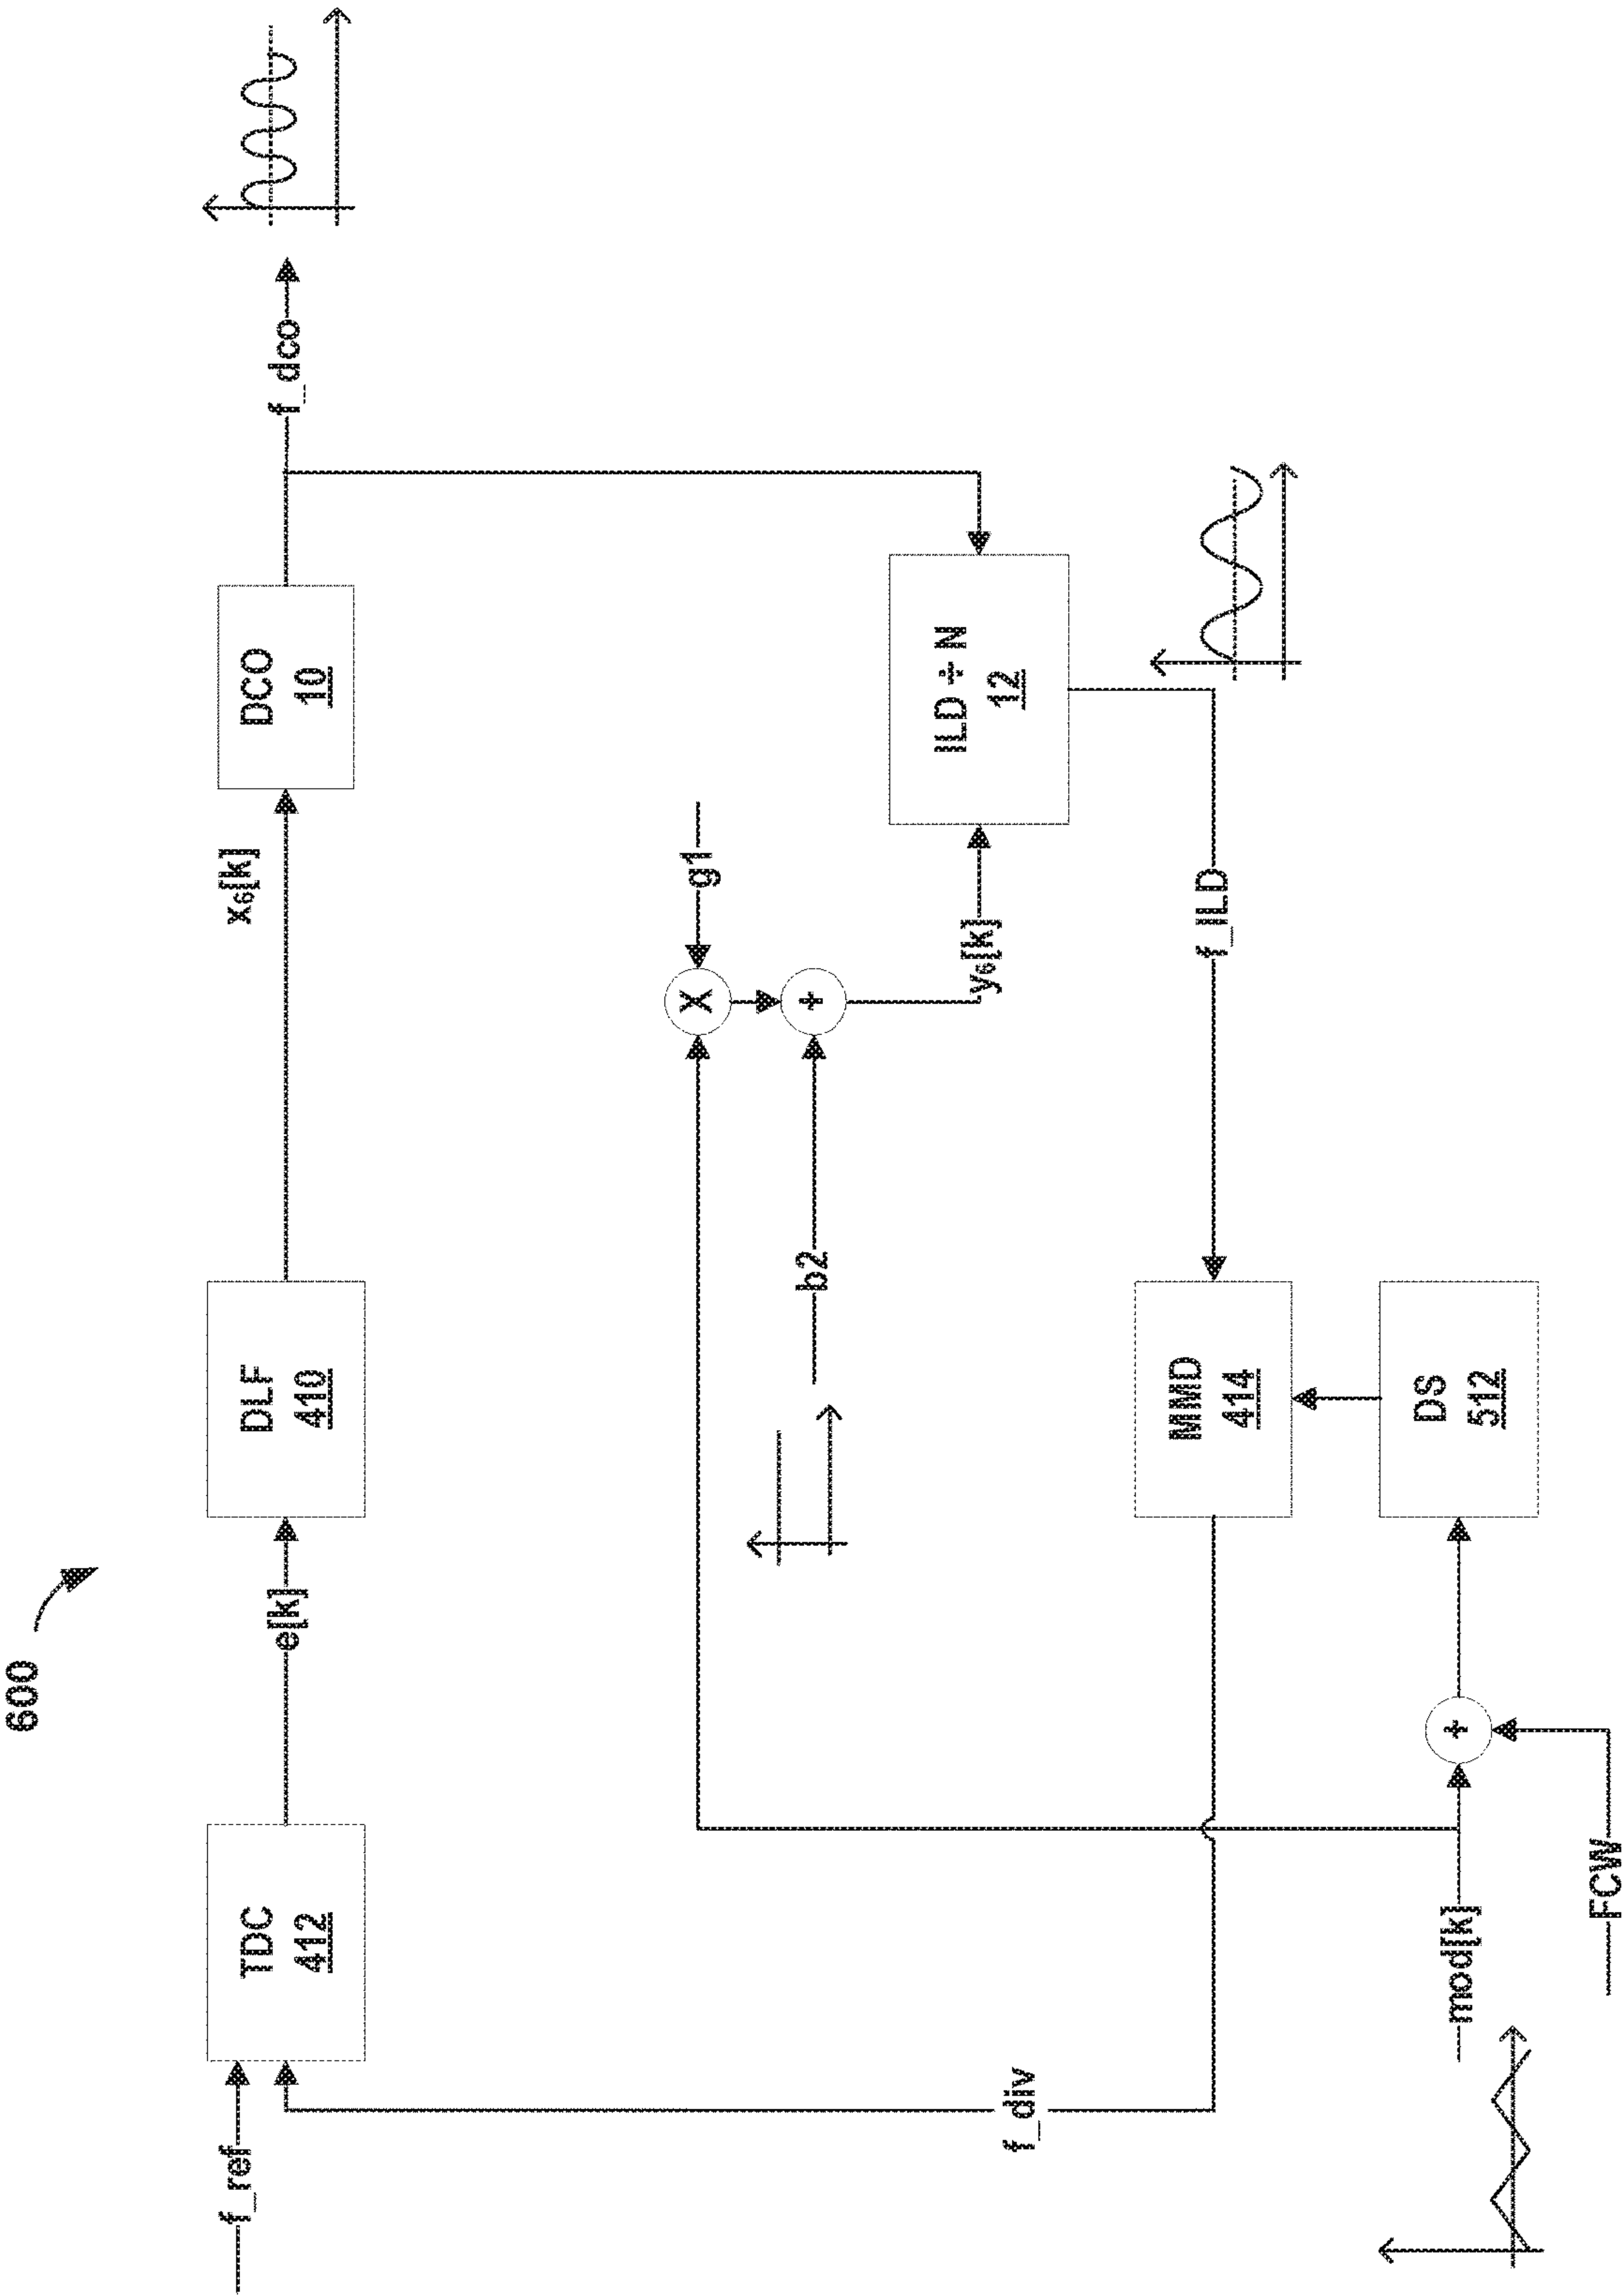 600
f_ref
TDC
412
e[k]
DLF
410
x6[k]
DCO
10
f_dco
g1
X
+
b2
y6[k]
ILD ÷ N
12
f_ILD
f_div
MMD
414
DS
512
mod[k]
+
FCW